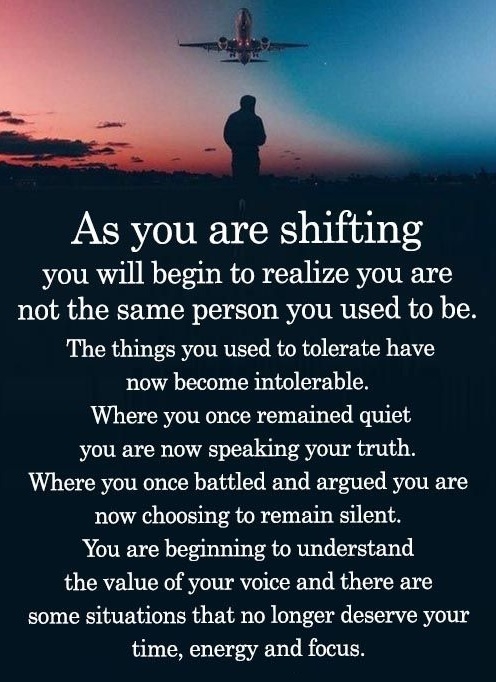 As you are shifting
you will begin to realize you are
not the same person you used to be.
The things you used to tolerate have
now become intolerable.
Where you once remained quiet
you are now speaking your truth.
Where you once battled and argued you are
now choosing to remain silent.
You are beginning to understand
the value of your voice and there are
some situations that no longer deserve your
time, energy and focus.